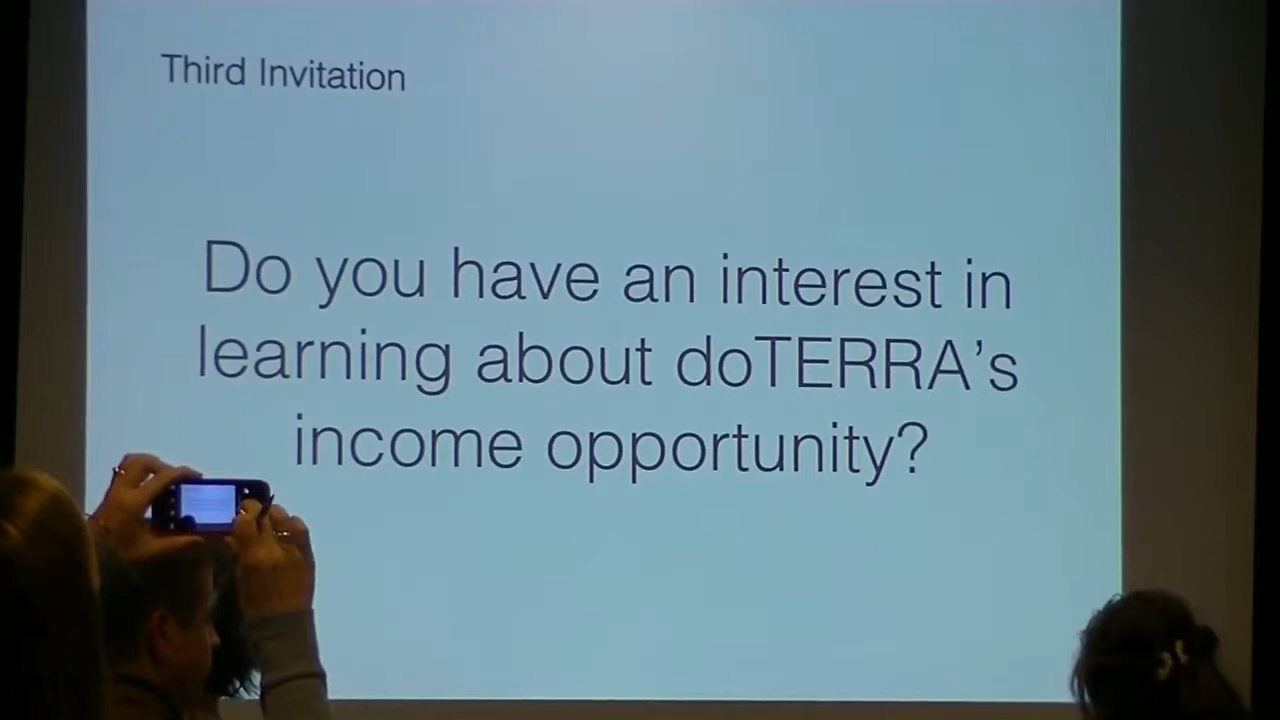 Third Invitation
Do you have an interest in
learning about doTERRA’s
income opportunity?